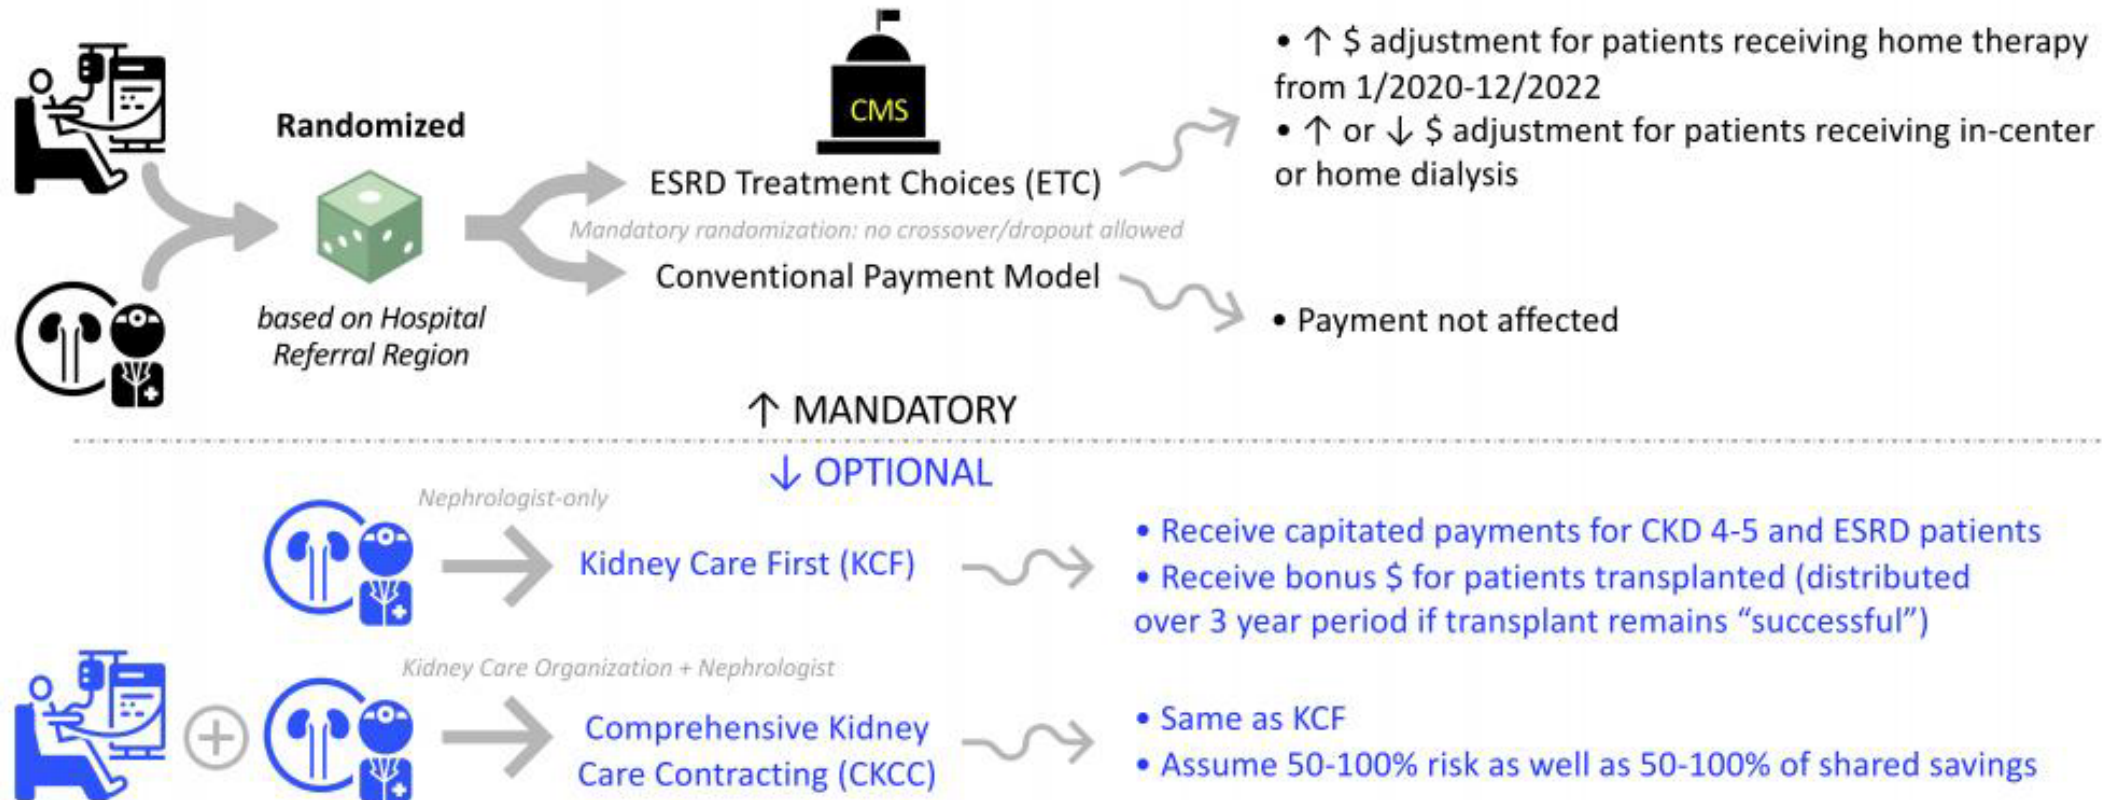 CMS
Randomized
based on Hospital
Referral Region
ESRD Treatment Choices (ETC)
Mandatory randomization: no crossover/dropout allowed
Conventional Payment Model
• ↑ $ adjustment for patients receiving home therapy
from 1/2020-12/2022
• ↑ or ↓ $ adjustment for patients receiving in-center
or home dialysis
• Payment not affected
↑ MANDATORY
↓ OPTIONAL
Nephrologist-only
Kidney Care First (KCF)
• Receive capitated payments for CKD 4-5 and ESRD patients
• Receive bonus $ for patients transplanted (distributed
over 3 year period if transplant remains “successful”)
Kidney Care Organization + Nephrologist
Comprehensive Kidney
Care Contracting (CKCC)
• Same as KCF
• Assume 50-100% risk as well as 50-100% of shared savings